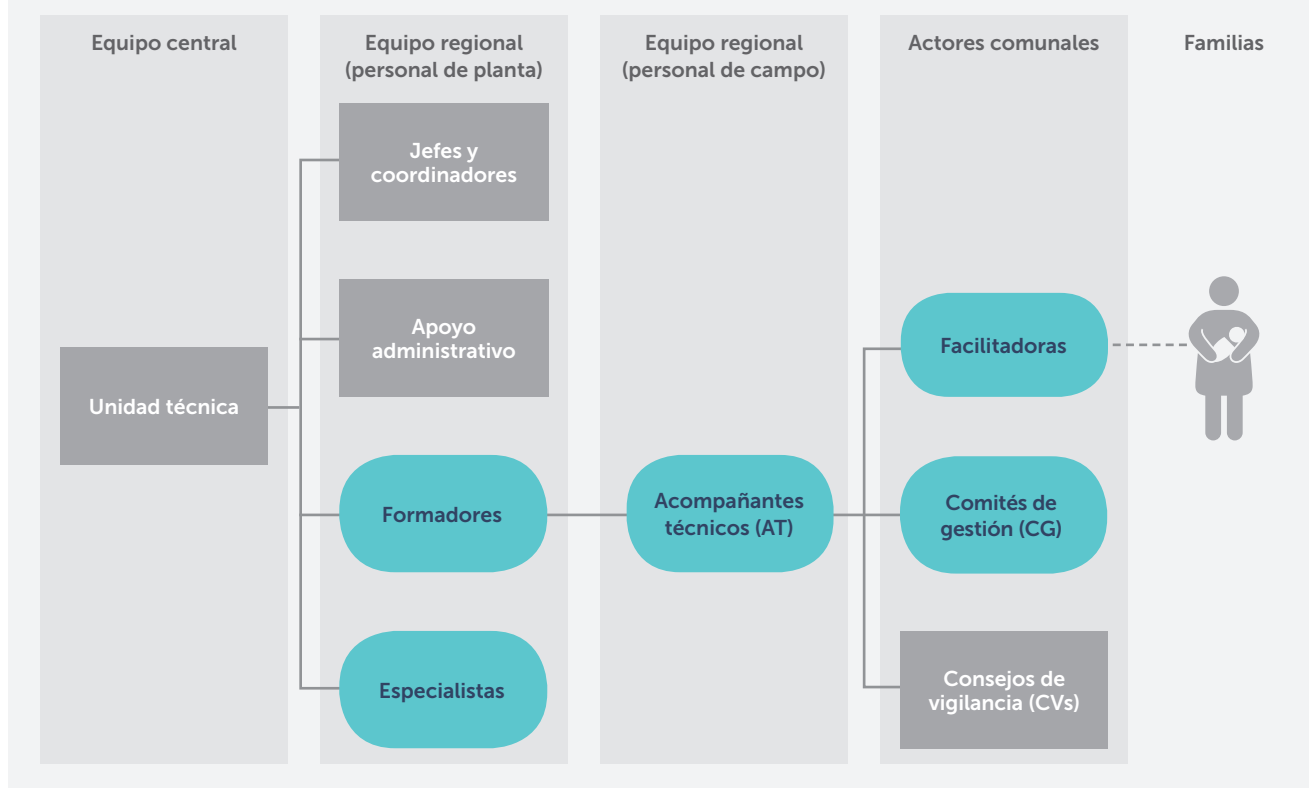 Equipo central
Equipo regional
(personal de planta)
Equipo regional
(personal de campo)
Actores comunales
Familias
Jefes y
coordinadores
Apoyo
administrativo
Unidad técnica
Formadores
Especialistas
Acompañantes
técnicos (AT)
Facilitadoras
Comités de
gestión (CG)
Consejos de
vigilancia (CVs)